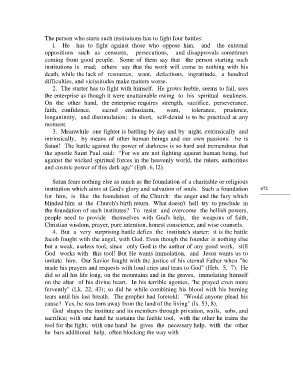 The person who starts such institutions has to fight four battles:
1. He has to fight against those who oppose him, and the external
oppositions such as censures, persecutions, and disapprovals sometimes
coming from good people. Some of them say that the person starting such
institutions is mad; others say that the work will come to nothing with his
death, while the lack of resources, want, defections, ingratitude, a hundred
difficulties, and vicissitudes make matters worse.
2. The starter has to fight with himself. He grows feeble, seems to fail, sees
the enterprise as though it were unattainable owing to his spiritual weakness.
On the other hand, the enterprise requires strength, sacrifice, perseverance,
faith, confidence, sacred enthusiasm, want, tolerance, prudence,
longanimity, and dissimulation; in short, self-denial is to be practiced at any
moment.
3. Meanwhile one fighter is battling by day and by night, extrinsically and
intrinsically, by means of other human beings and our own passions: he is
Satan! The battle against the power of darkness is so hard and tremendous that
the apostle Saint Paul said: "For we are not fighting against human being, but
against the wicked spiritual forces in the heavenly world, the rulers, authorities
and cosmic power of this dark age" (Eph. 6, 12).
Satan fears nothing else as much as the foundation of a charitable or religious
institution which aims at God's glory and salvation of souls. Such a foundation
for him, is like the foundation of the Church: the anger and the fury which
blinded him at the Church's birth return. What doesn't hell try to preclude in
the foundation of such institutes? To resist and overcome the hellish powers,
people need to provide themselves with God's help, the weapons of faith,
Christian wisdom, prayer, pure intention, honest conscience, and wise counsels.
672
4. But a very surprising battle defies the institute's starter: it is the battle
Jacob fought with the angel, with God. Even though the founder is nothing else
but a weak, useless tool, since only God is the author of any good work, still
God works with this tool! But He wants immolation, and Jesus wants us to
imitate him. Our Savior fought with the justice of his eternal Father when "he
made his prayers and requests with loud cries and tears to God" (Heb. 5, 7). He
did so all his life long, on the mountains and in the graves, immolating himself
on the altar of his divine heart. In his terrible agonies, "he prayed even more
fervently" (Lk. 22, 43); so did he while combining his blood with his burning
tears until his last breath. The prophet had foretold: "Would anyone plead his
cause? Yes, he was torn away from the land of the living" (Is. 53, 8).
God shapes the institute and its members through privation, wails, sobs, and
sacrifice; with one hand he sustains the feeble tool, with the other he trains the
tool for the fight; with one hand he gives the necessary help, with the other
he bars additional help, often blocking the way with